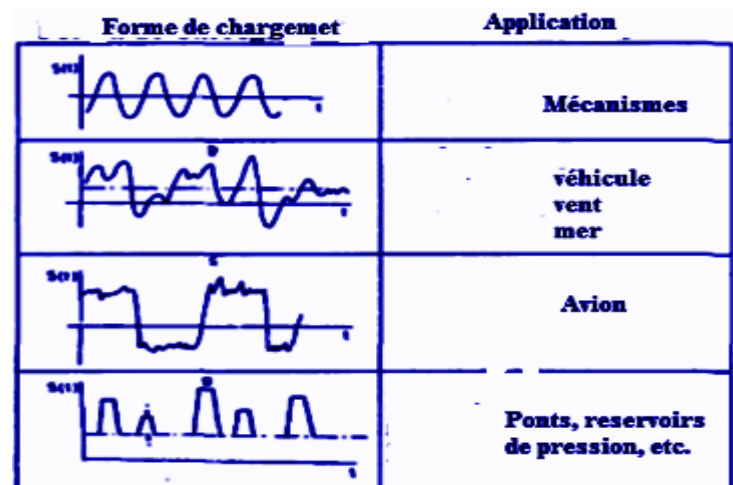 Forme de chargemet
Application
S(t)
t
Mécanismes
S(t)
t
véhicule
vent
mer
S(t)
t
Avion
S(t)
t
Ponts, reservoirs
de pression, etc.